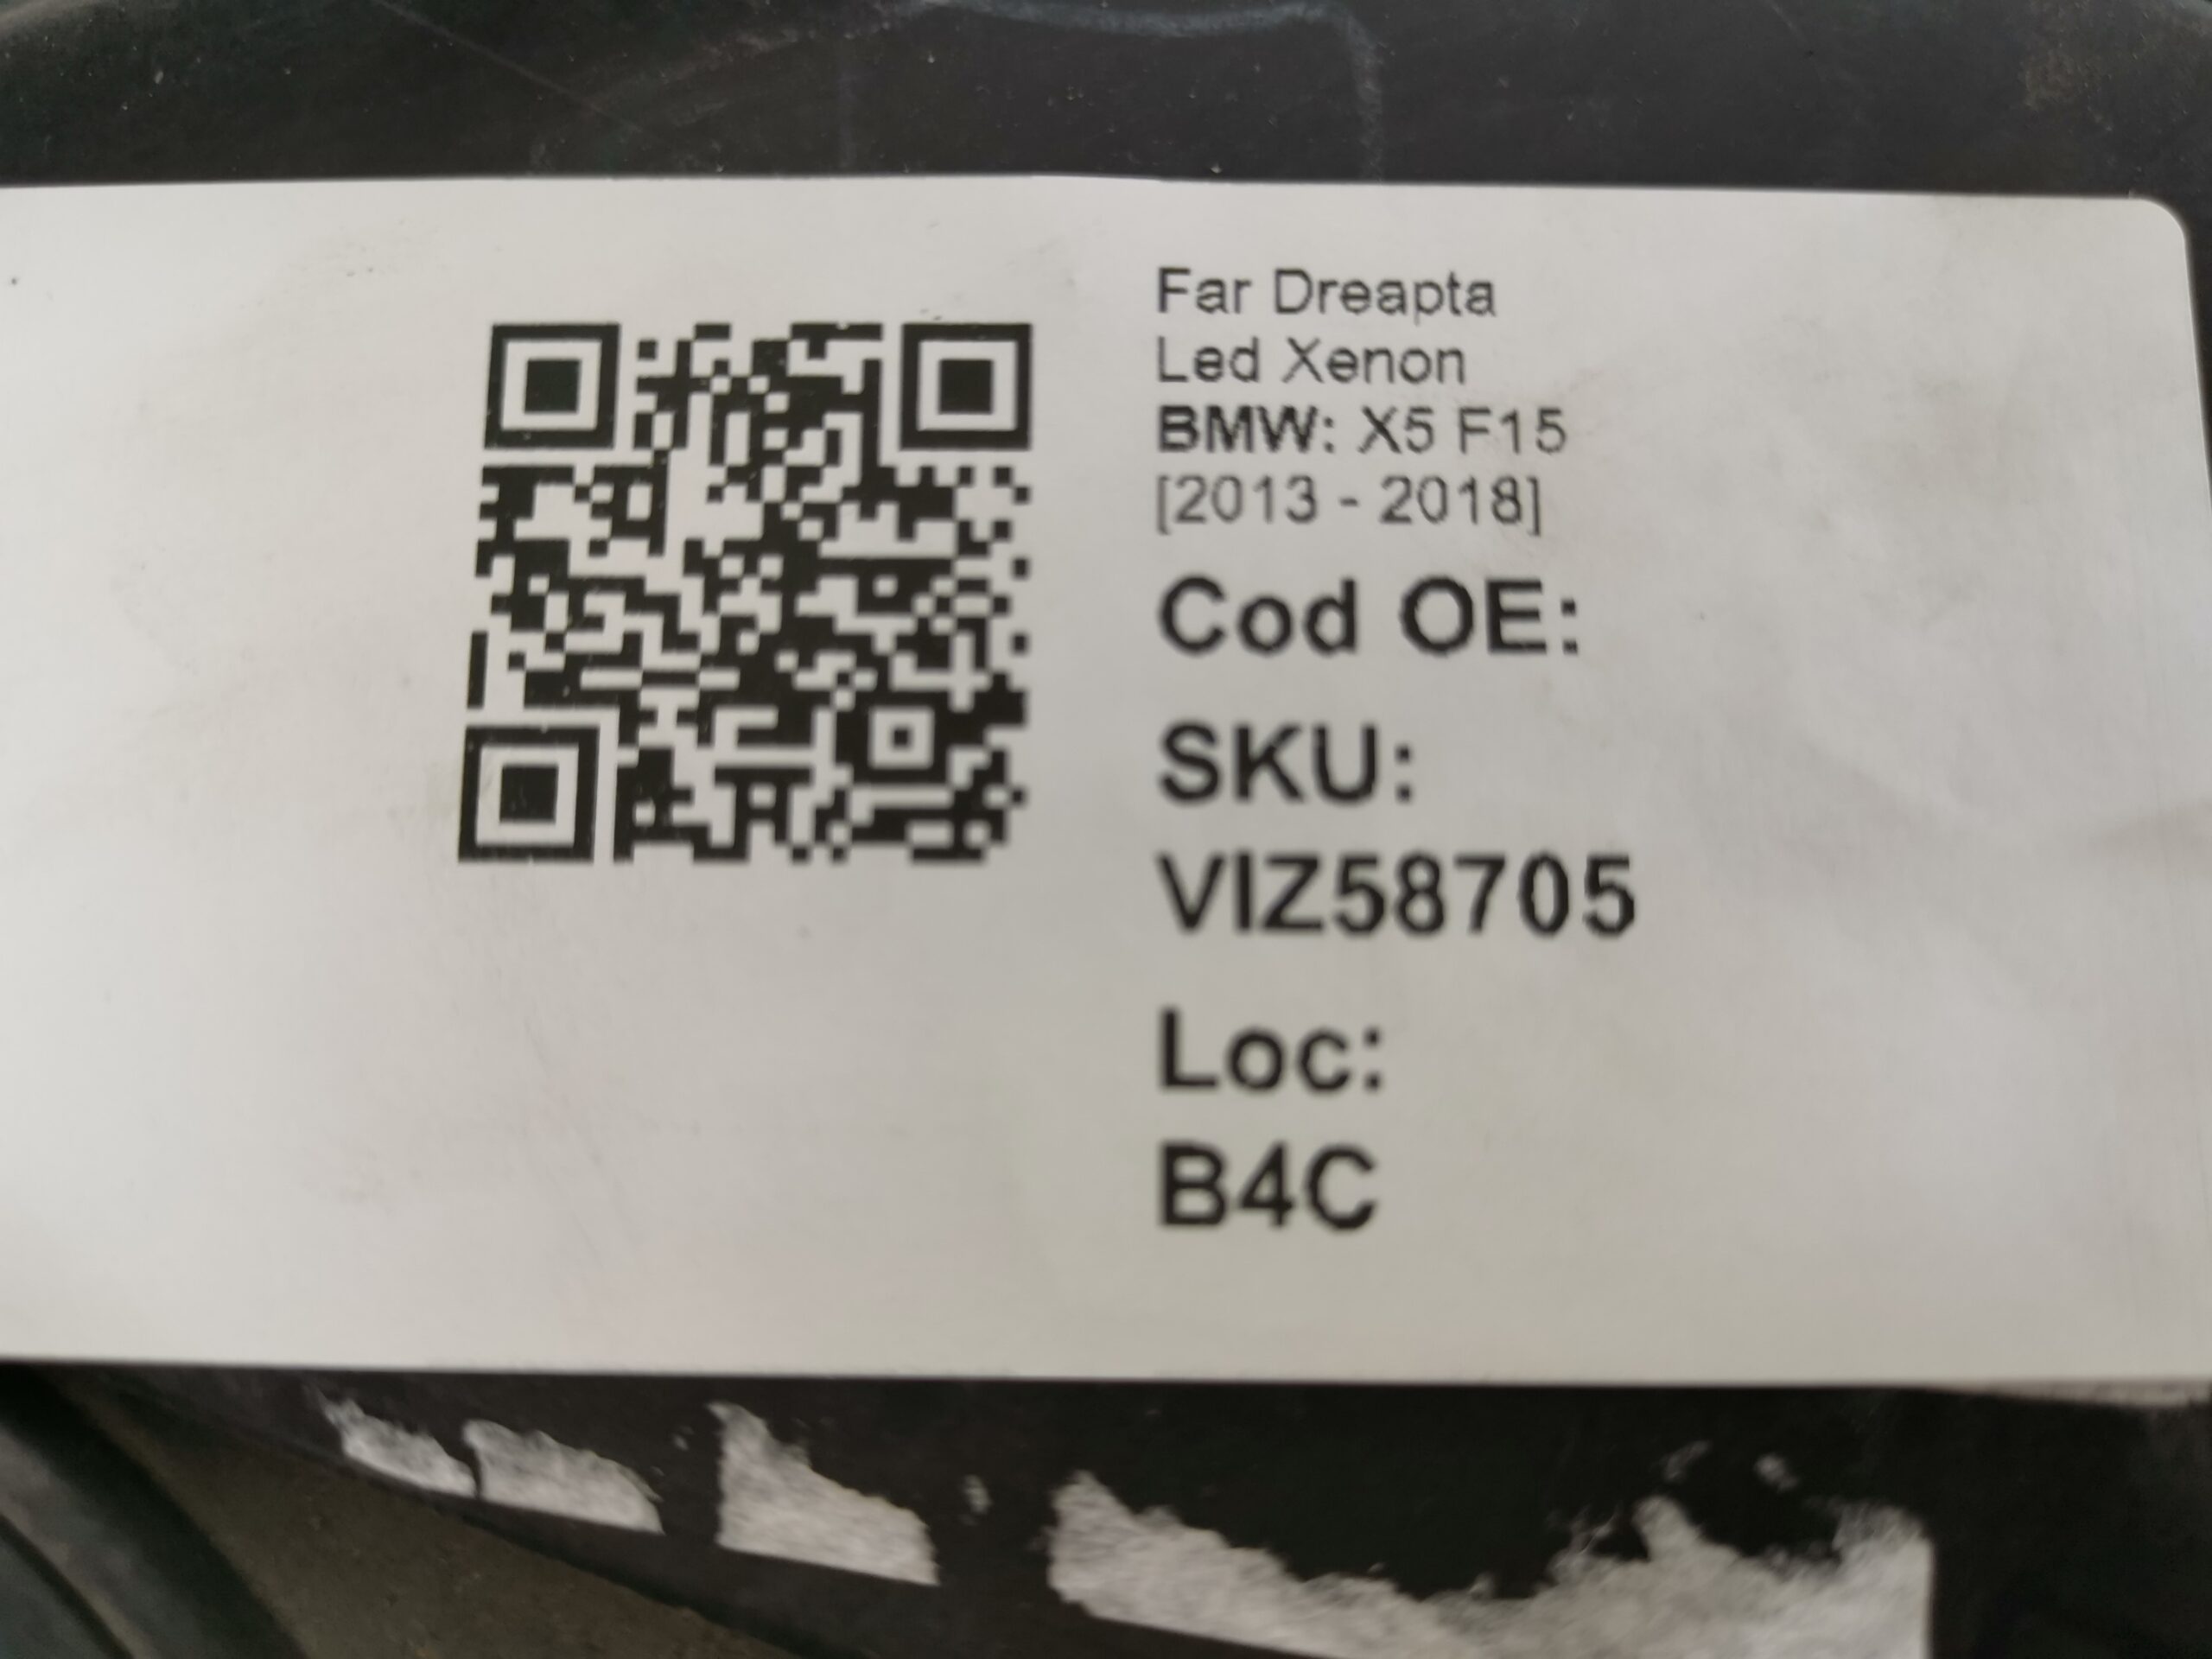 Far Dreapta
Led Xenon
BMW: X5 F15
[2013 - 2018]
Cod OE:
SKU:
VIZ58705
Loc:
B4C